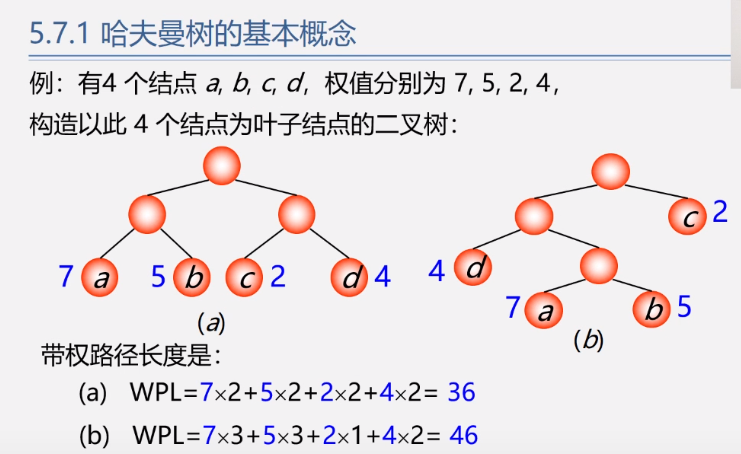 5.7.1 哈夫曼树的基本概念
例：有4 个结点 a, b, c, d，权值分别为 7, 5, 2, 4，
构造以此 4 个结点为叶子结点的二叉树：
7 a 5 b c 2 d 4
(a)
c 2
4 d
7 a b 5
(b)
带权路径长度是：
(a) WPL=7×2+5×2+2×2+4×2= 36
(b) WPL=7×3+5×3+2×1+4×2= 46